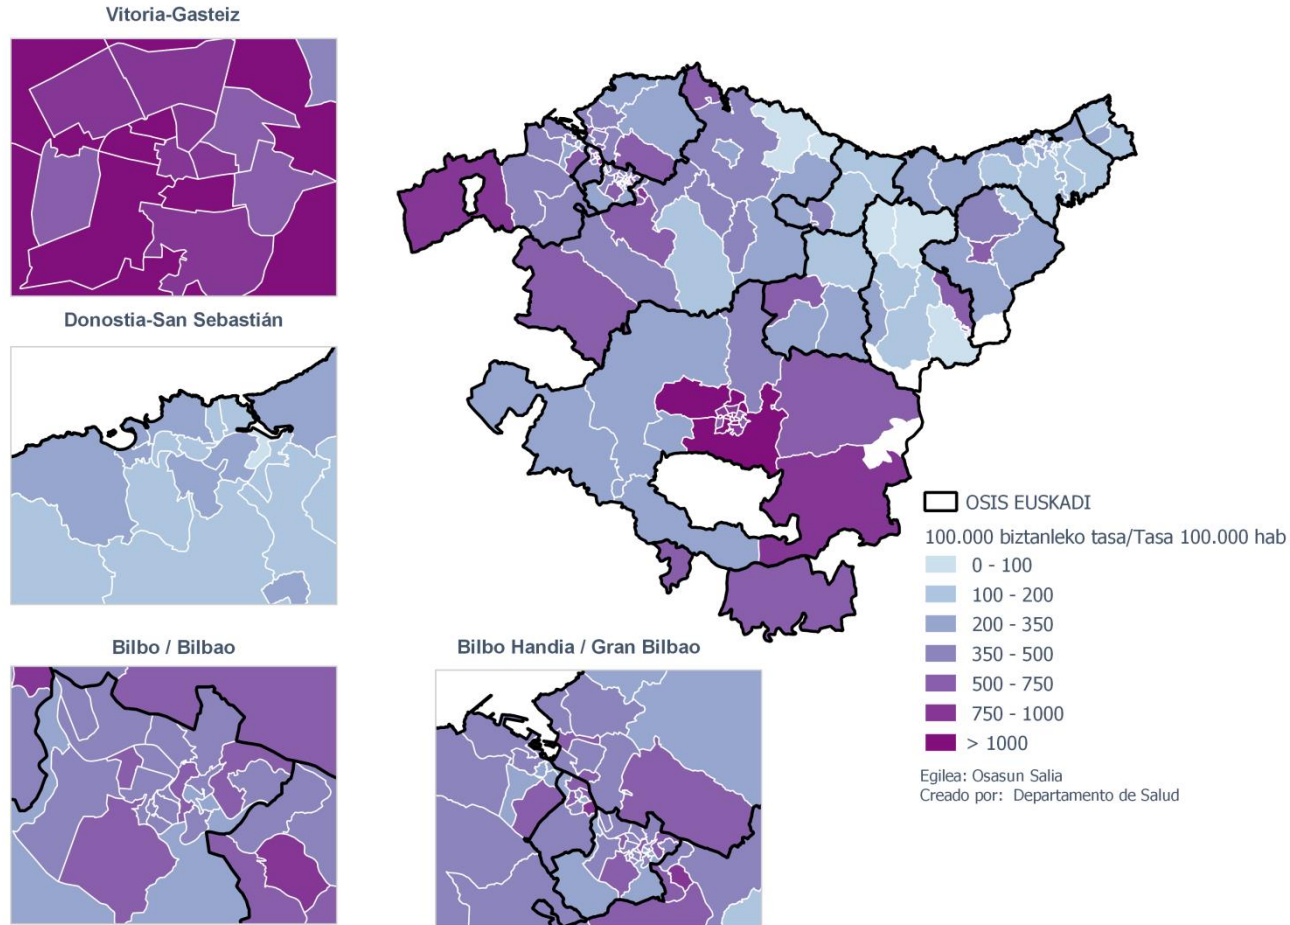 Vitoria-Gasteiz
Donostia-San Sebastián
Bilbo / Bilbao
Bilbo Handia / Gran Bilbao
OSIS EUSKADI
100.000 biztanleko tasa/Tasa 100.000 hab
0 - 100
100 - 200
200 - 350
350 - 500
500 - 750
750 - 1000
> 1000
Egilea: Osasun Salia
Creado por: Departamento de Salud